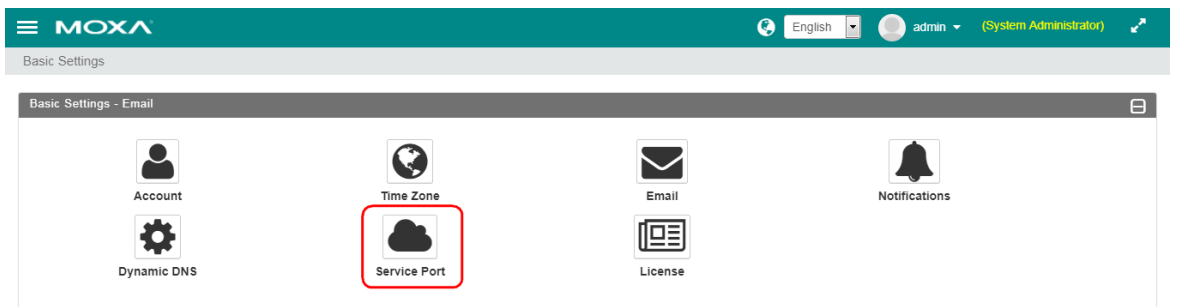 MOXA English admin (System Administrator)
Basic Settings
Basic Settings - Email
Account Time Zone Email Notifications
Dynamic DNS Service Port License